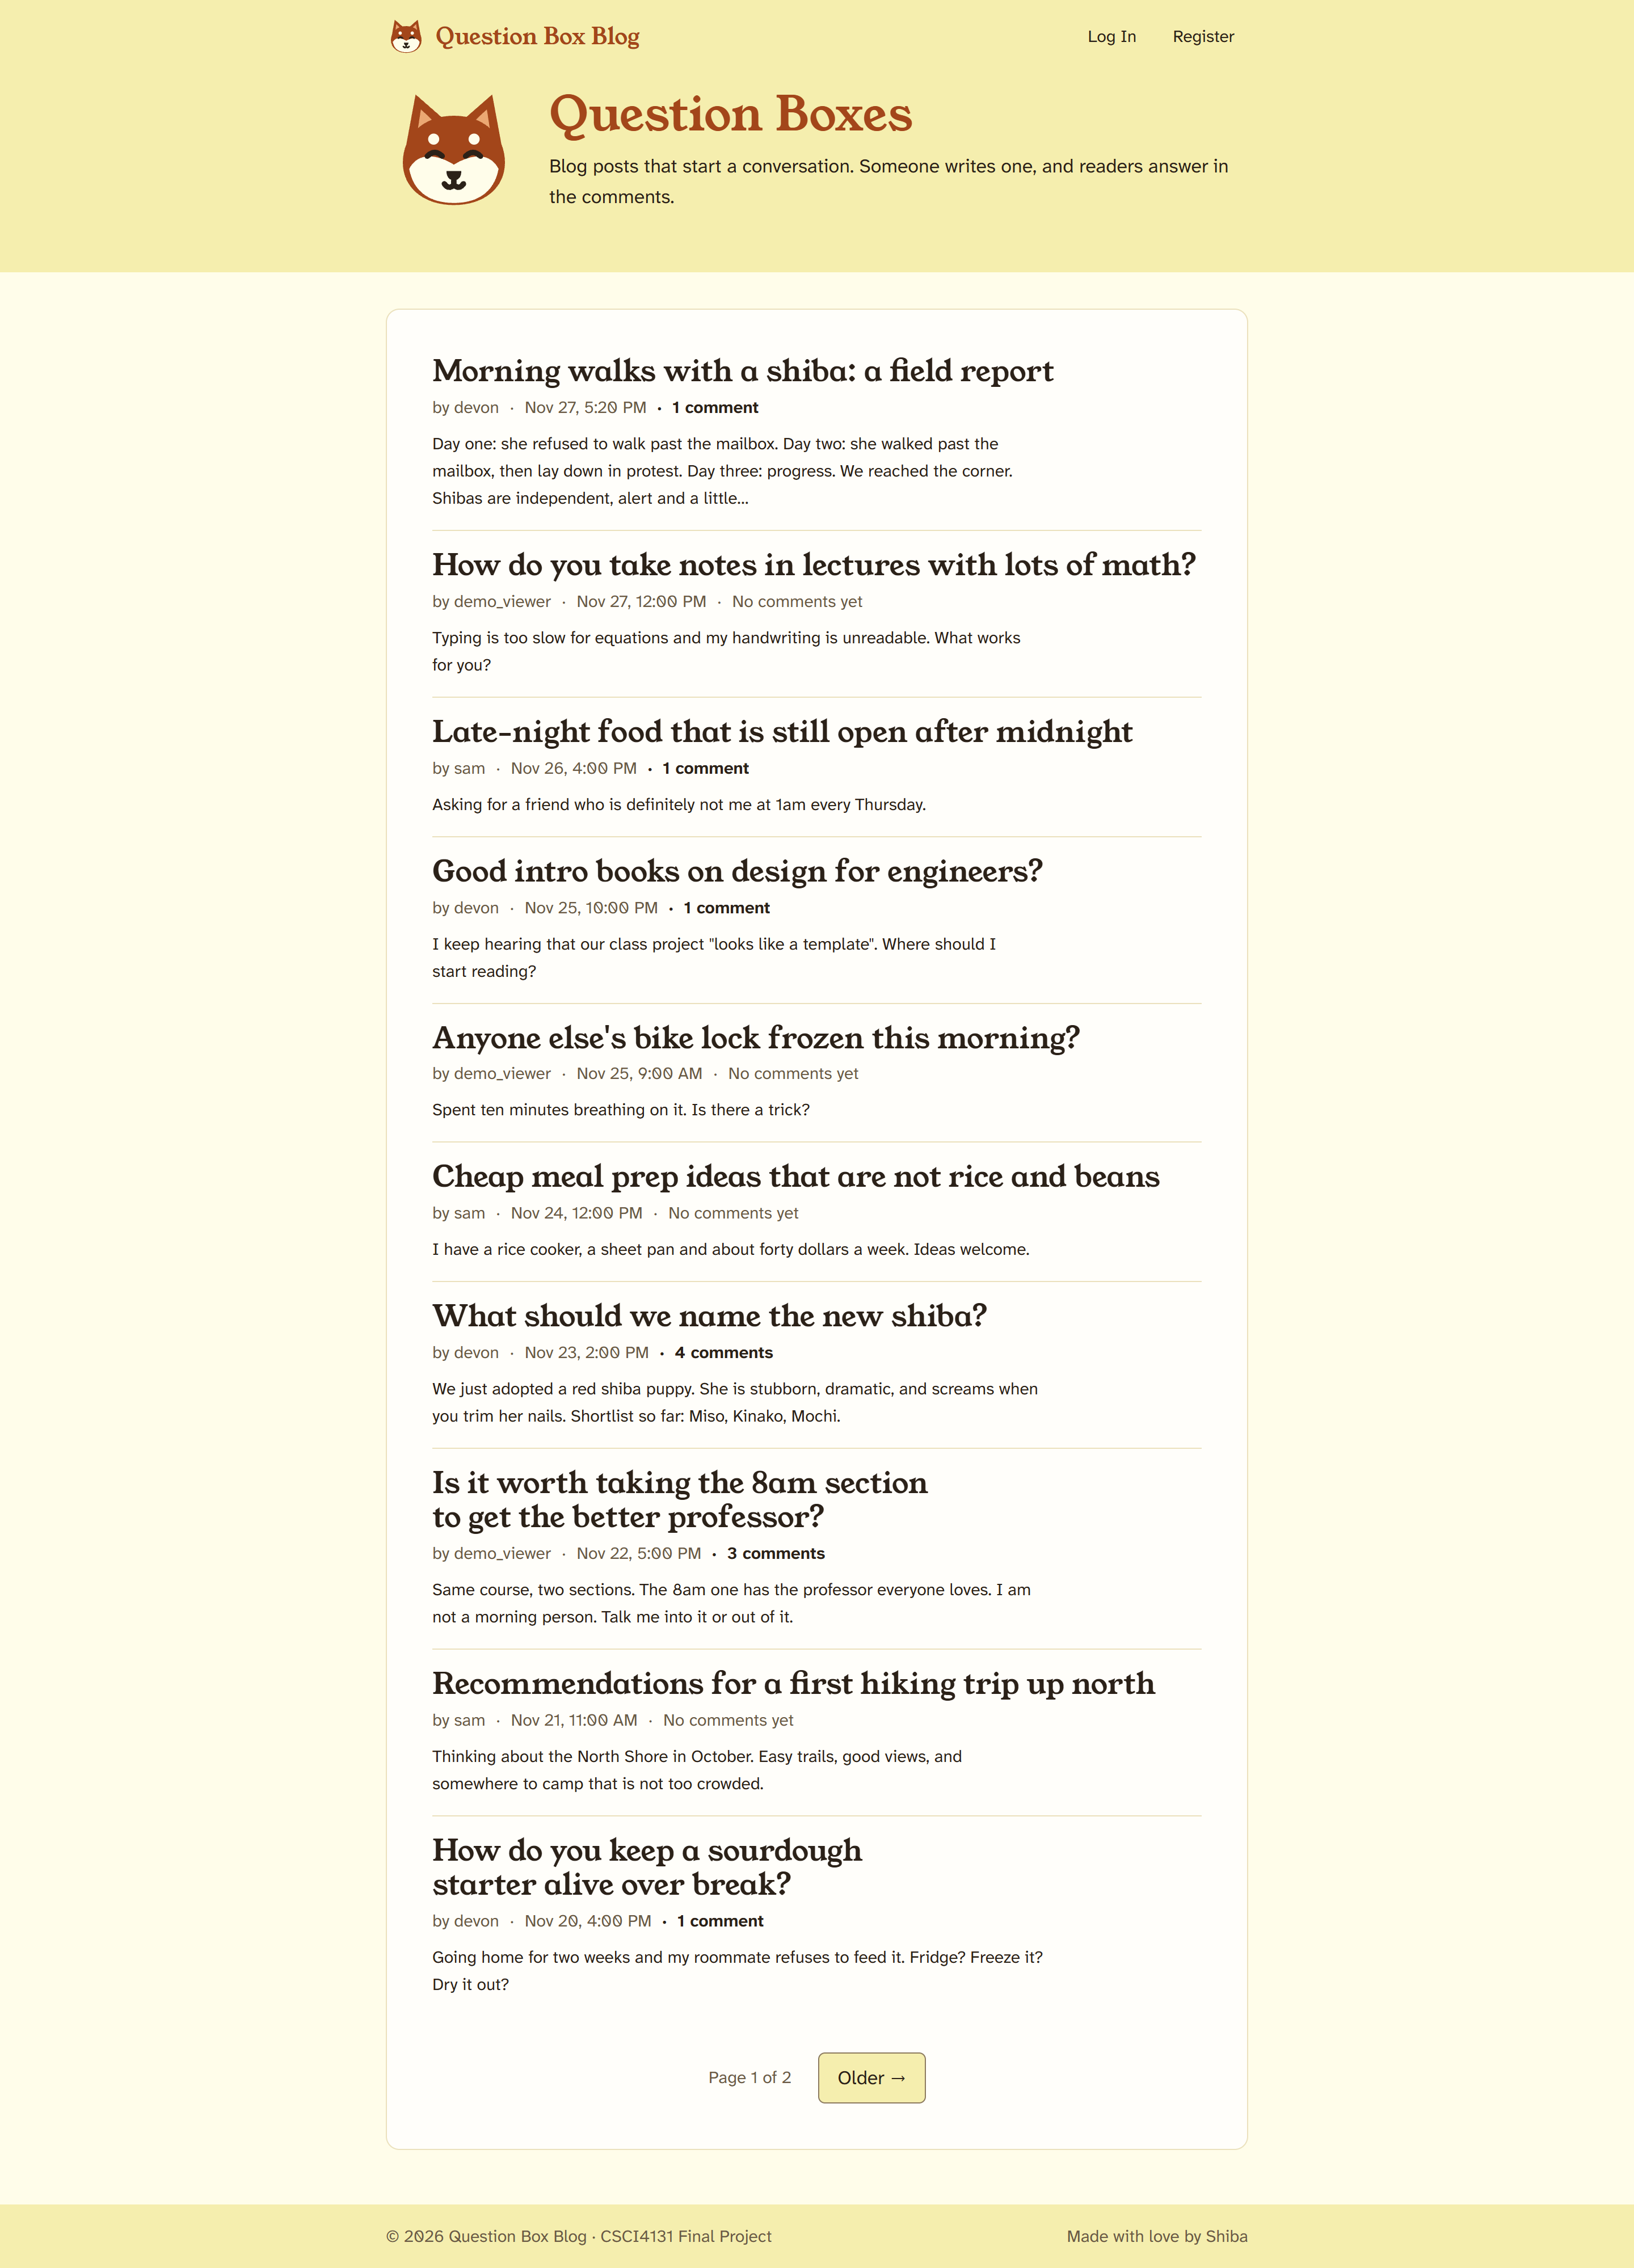 Question Box Blog
Log In
Register
Question Boxes
Blog posts that start a conversation. Someone writes one, and readers answer in
the comments.
Morning walks with a shiba: a field report
by devon · Nov 27, 5:20 PM · 1 comment
Day one: she refused to walk past the mailbox. Day two: she walked past the
mailbox, then lay down in protest. Day three: progress. We reached the corner.
Shibas are independent, alert and a little...
How do you take notes in lectures with lots of math?
by demo_viewer · Nov 27, 12:00 PM · No comments yet
Typing is too slow for equations and my handwriting is unreadable. What works
for you?
Late-night food that is still open after midnight
by sam · Nov 26, 4:00 PM · 1 comment
Asking for a friend who is definitely not me at 1am every Thursday.
Good intro books on design for engineers?
by devon · Nov 25, 10:00 PM · 1 comment
I keep hearing that our class project "looks like a template". Where should I
start reading?
Anyone else's bike lock frozen this morning?
by demo_viewer · Nov 25, 9:00 AM · No comments yet
Spent ten minutes breathing on it. Is there a trick?
Cheap meal prep ideas that are not rice and beans
by sam · Nov 24, 12:00 PM · No comments yet
I have a rice cooker, a sheet pan and about forty dollars a week. Ideas welcome.
What should we name the new shiba?
by devon · Nov 23, 2:00 PM · 4 comments
We just adopted a red shiba puppy. She is stubborn, dramatic, and screams when
you trim her nails. Shortlist so far: Miso, Kinako, Mochi.
Is it worth taking the 8am section
to get the better professor?
by demo_viewer · Nov 22, 5:00 PM · 3 comments
Same course, two sections. The 8am one has the professor everyone loves. I am
not a morning person. Talk me into it or out of it.
Recommendations for a first hiking trip up north
by sam · Nov 21, 11:00 AM · No comments yet
Thinking about the North Shore in October. Easy trails, good views, and
somewhere to camp that is not too crowded.
How do you keep a sourdough
starter alive over break?
by devon · Nov 20, 4:00 PM · 1 comment
Going home for two weeks and my roommate refuses to feed it. Fridge? Freeze it?
Dry it out?
Page 1 of 2
Older →
© 2026 Question Box Blog · CSCI4131 Final Project
Made with love by Shiba